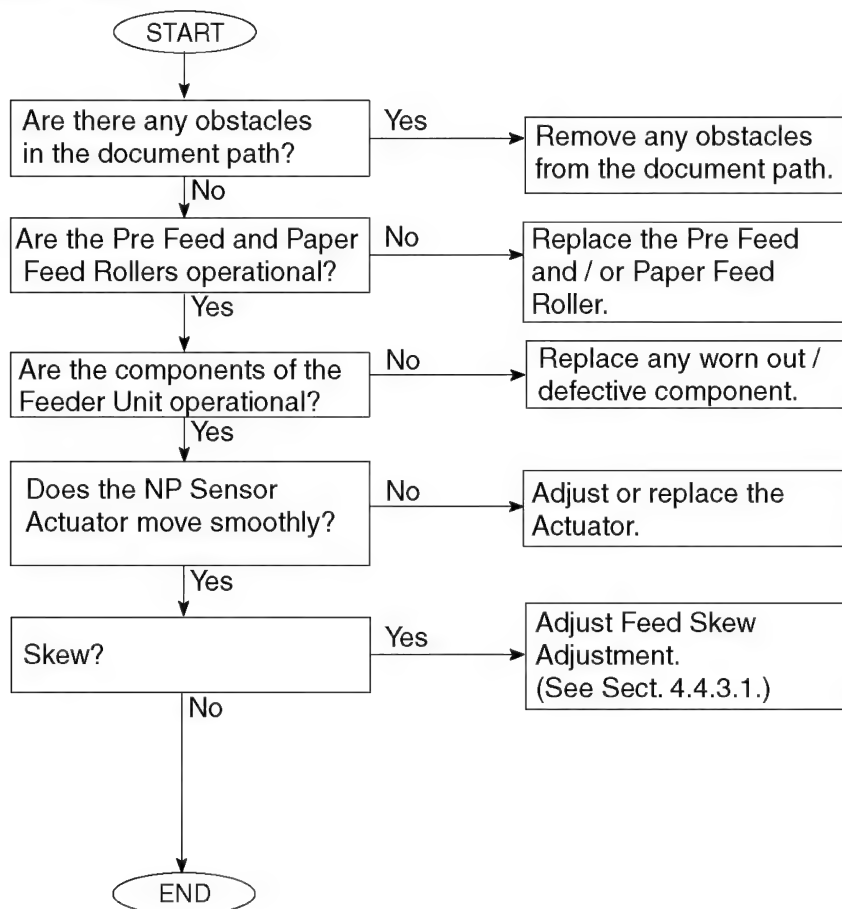 START
Are there any obstacles
in the document path?
Yes
Remove any obstacles
from the document path.
No
Are the Pre Feed and Paper
Feed Rollers operational?
No
Replace the Pre Feed
and / or Paper Feed
Roller.
Yes
Are the components of the
Feeder Unit operational?
No
Replace any worn out /
defective component.
Yes
Does the NP Sensor
Actuator move smoothly?
No
Adjust or replace the
Actuator.
Yes
Skew?
Yes
Adjust Feed Skew
Adjustment.
(See Sect. 4.4.3.1.)
No
END